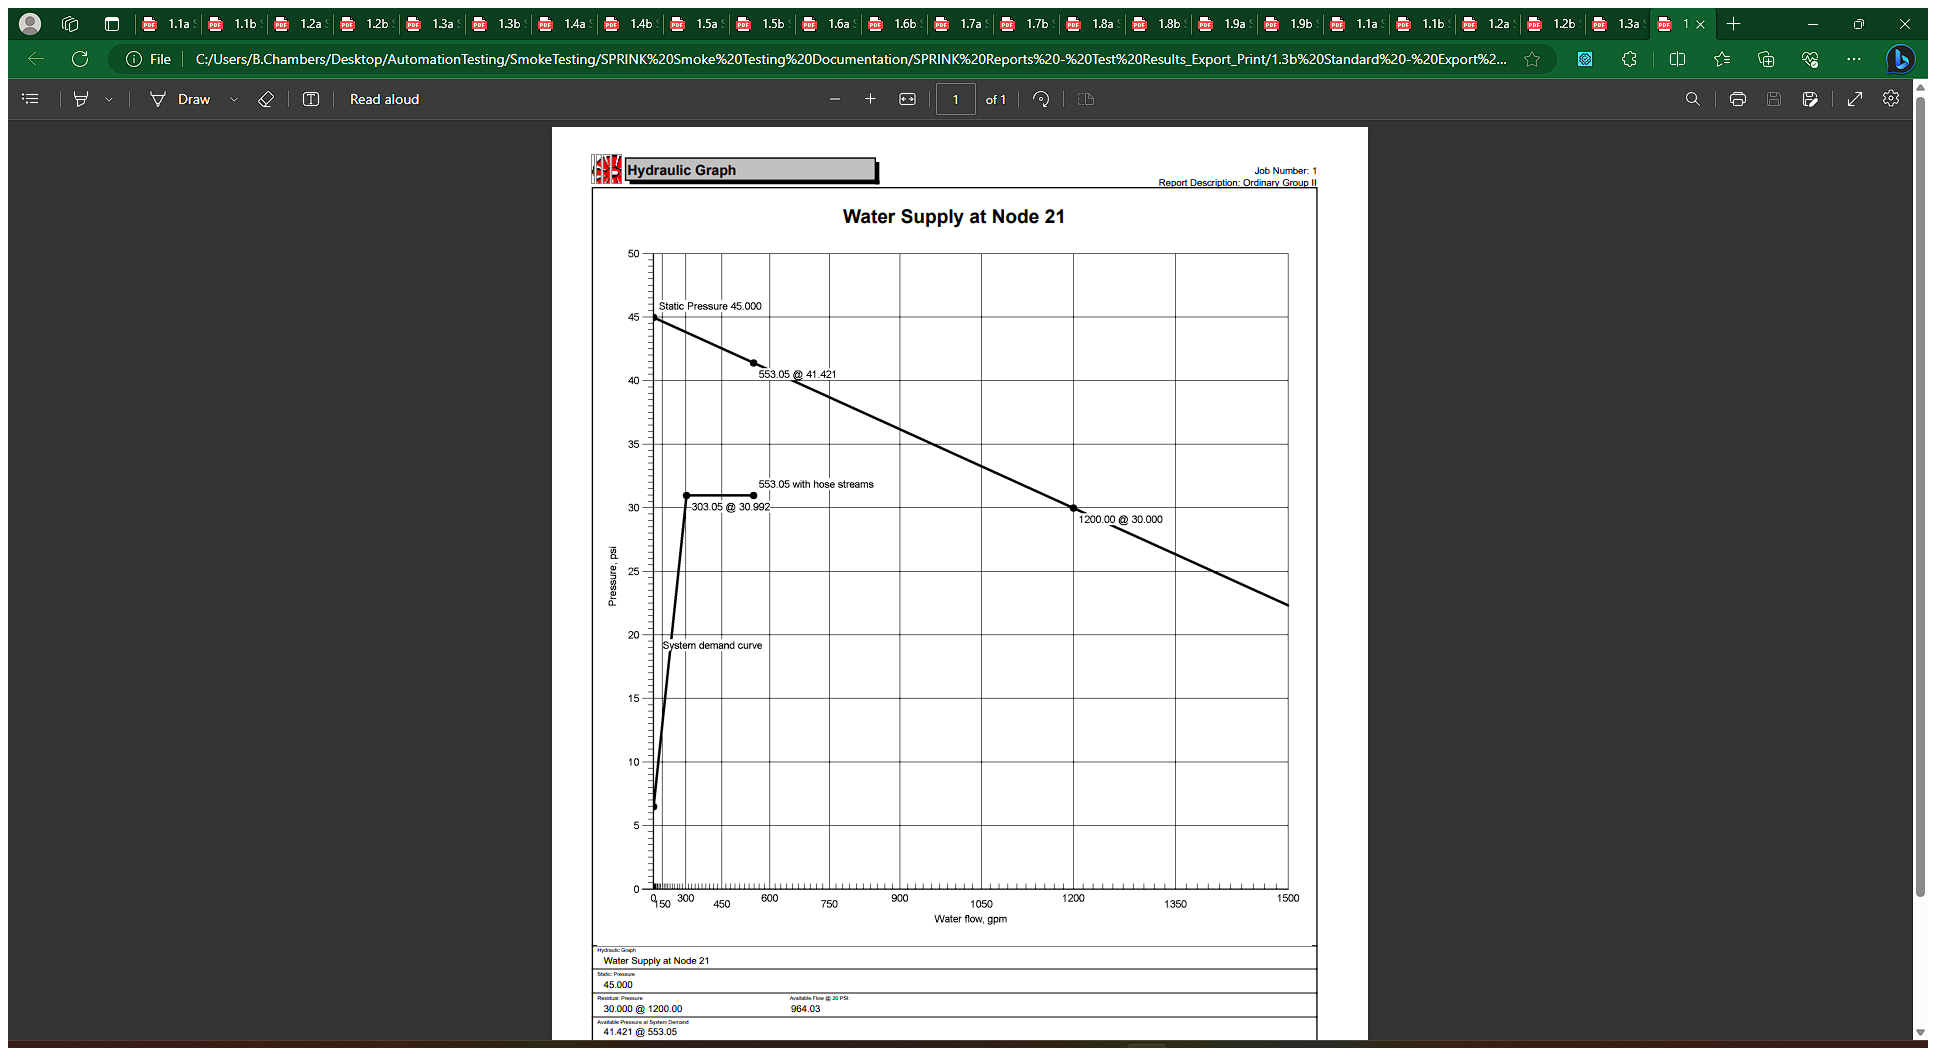 1.1a 1.1b 1.2a 1.2b 1.3a 1.3b 1.4a 1.4b 1.5a 1.5b 1.6a 1.6b 1.7a 1.7b 1.8a 1.8b 1.9a 1.9b 1.1a 1.1b 1.2a 1.2b 1.3a 1
File C:/Users/B.Chambers/Desktop/AutomationTesting/SmokeTesting/SPRINK%20Smoke%20Testing%20Documentation/SPRINK%20Reports%20-%20Test%20Results_Export_Print/1.3b%20Standard%20-%20Export%2...
Draw Read aloud 1 of 1
Hydraulic Graph
Job Number: 1
Report Description: Ordinary Group II
Water Supply at Node 21
50
Static Pressure 45.000
45
553.05 @ 41.421
40
35
553.05 with hose streams
303.05 @ 30.992
30
1200.00 @ 30.000
Pressure, psi
25
20
System demand curve
15
10
5
0
0 150 300 450 600 750 900 1050 1200 1350 1500
Water flow, gpm
Hydraulic Graph
Water Supply at Node 21
Static: Pressure
45.000
Residual: Pressure Available Flow @ 20 PSI:
30.000 @ 1200.00 964.03
Available Pressure at System Demand
41.421 @ 553.05